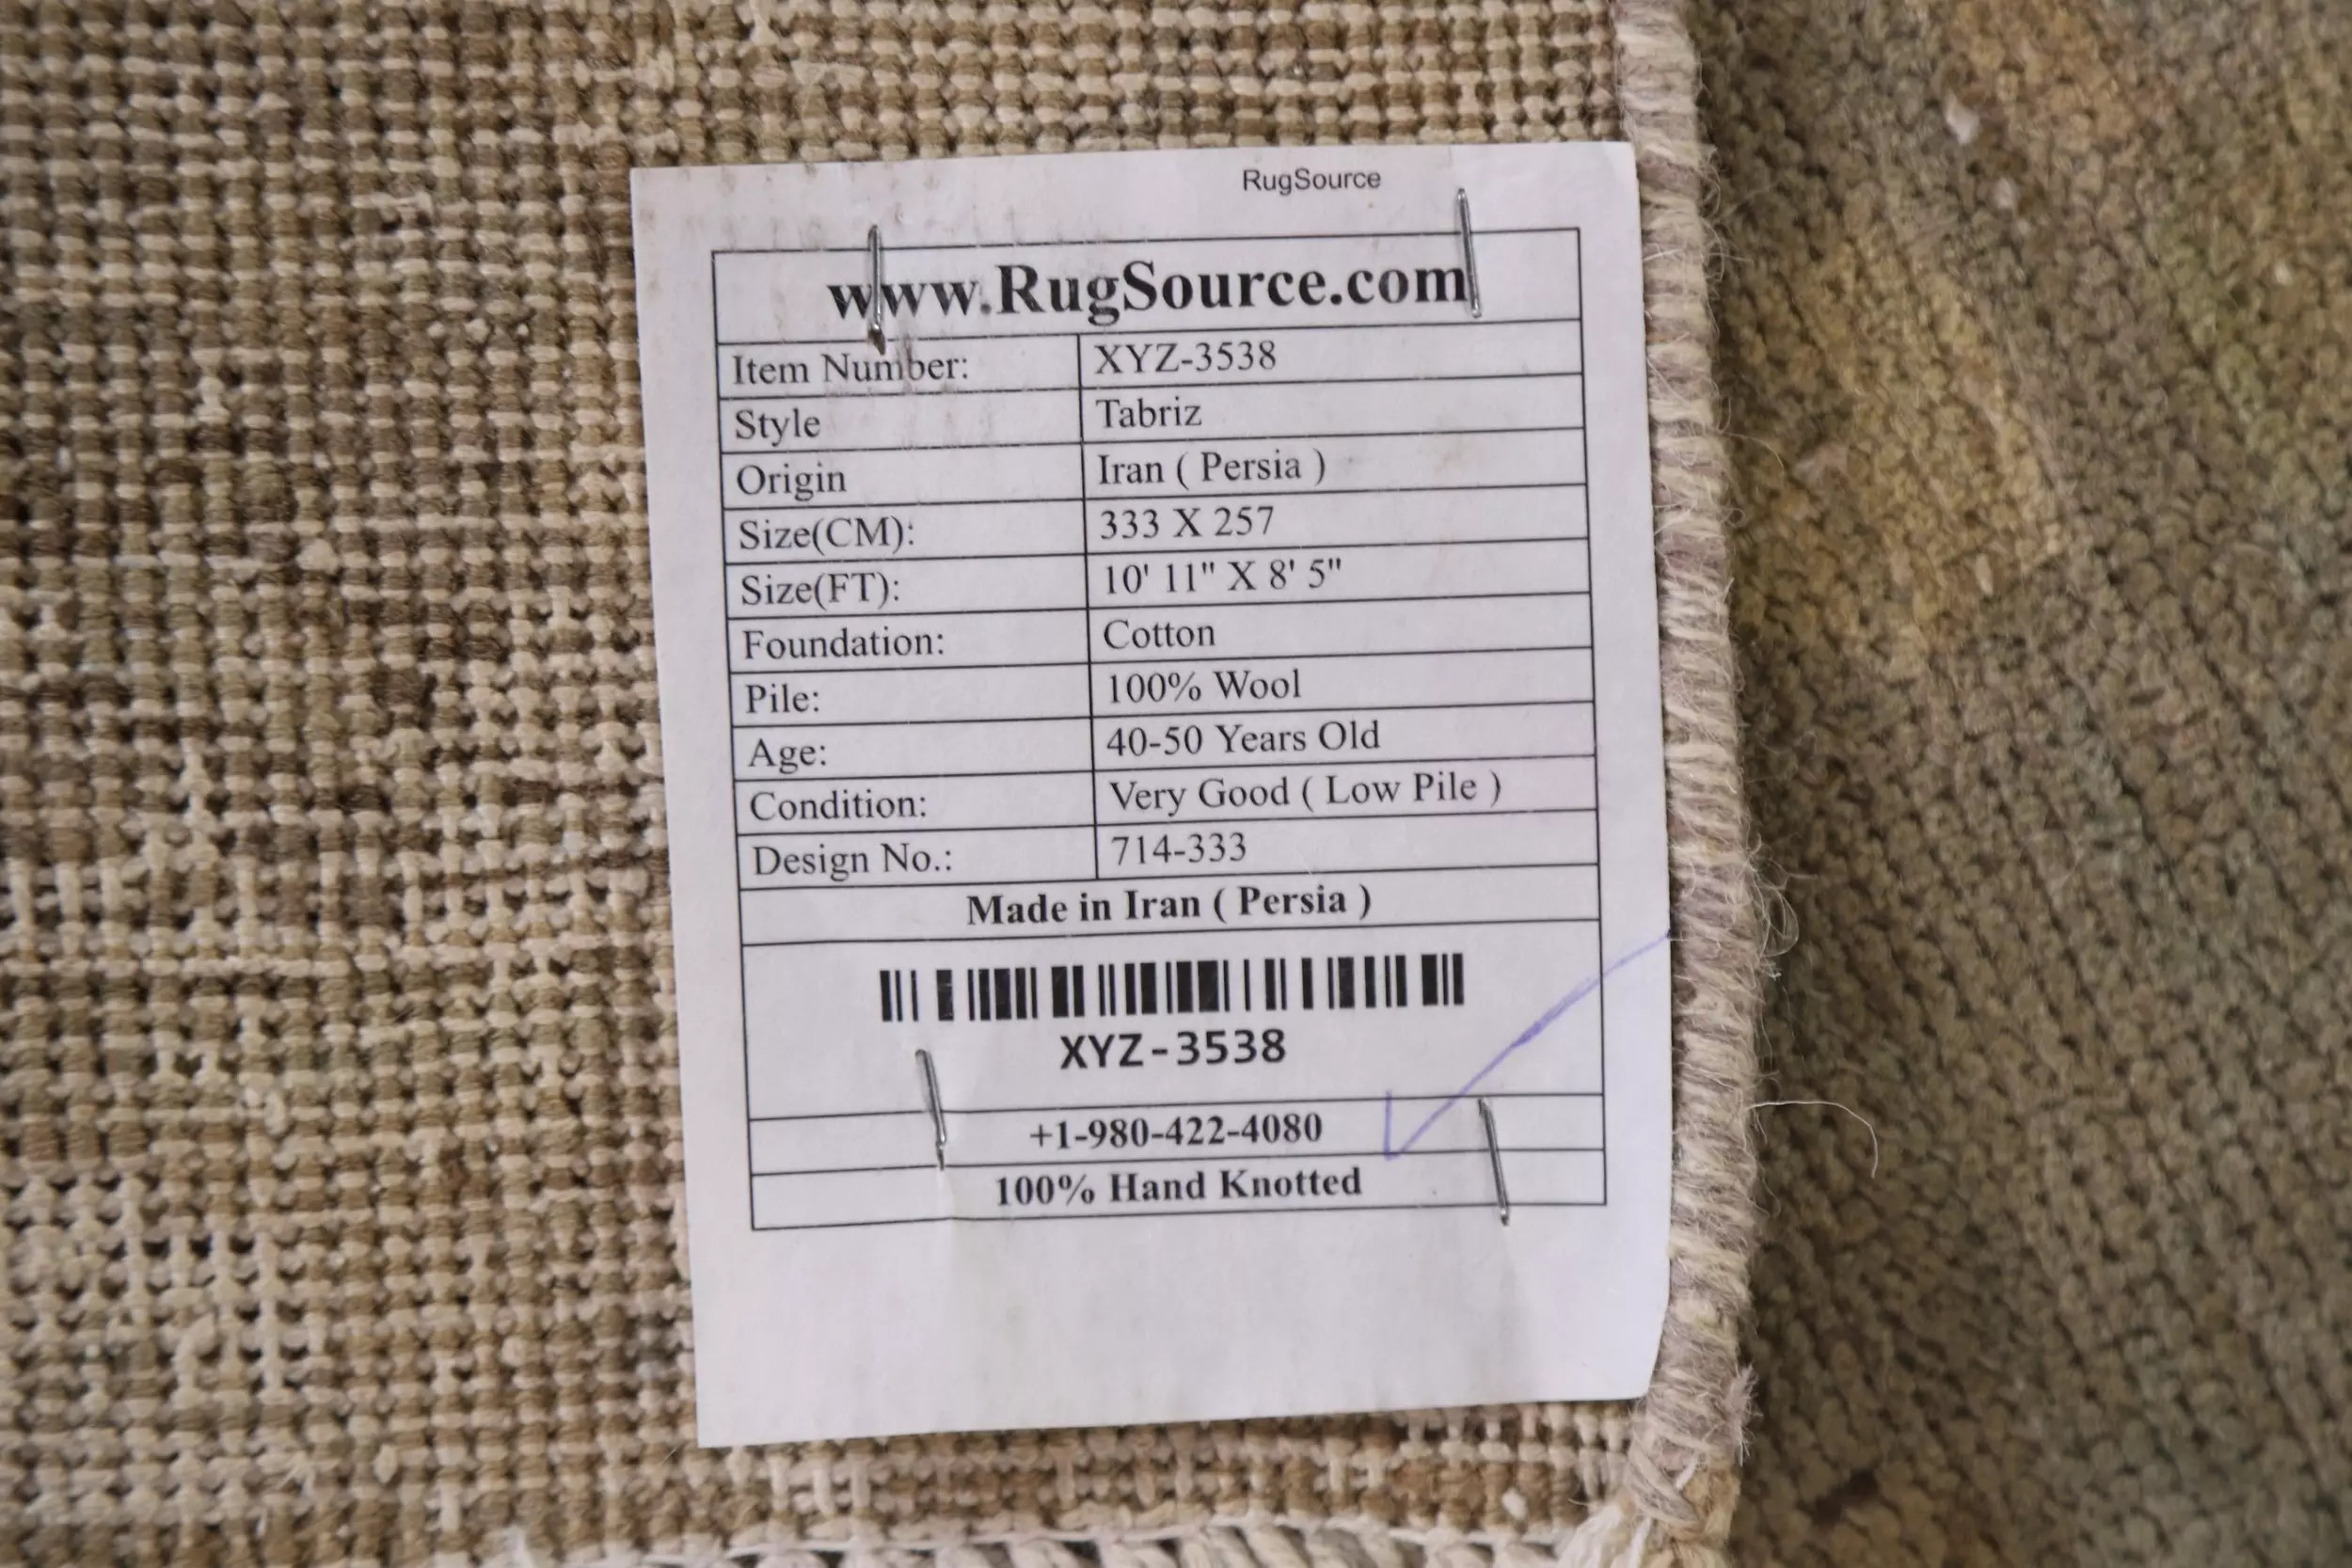 RugSource
www.RugSource.com
Item Number: XYZ-3538
Style Tabriz
Origin Iran ( Persia )
Size(CM): 333 X 257
Size(FT): 10' 11" X 8' 5"
Foundation: Cotton
Pile: 100% Wool
Age: 40-50 Years Old
Condition: Very Good ( Low Pile )
Design No.: 714-333
Made in Iran ( Persia )
XYZ-3538
+1-980-422-4080
100% Hand Knotted